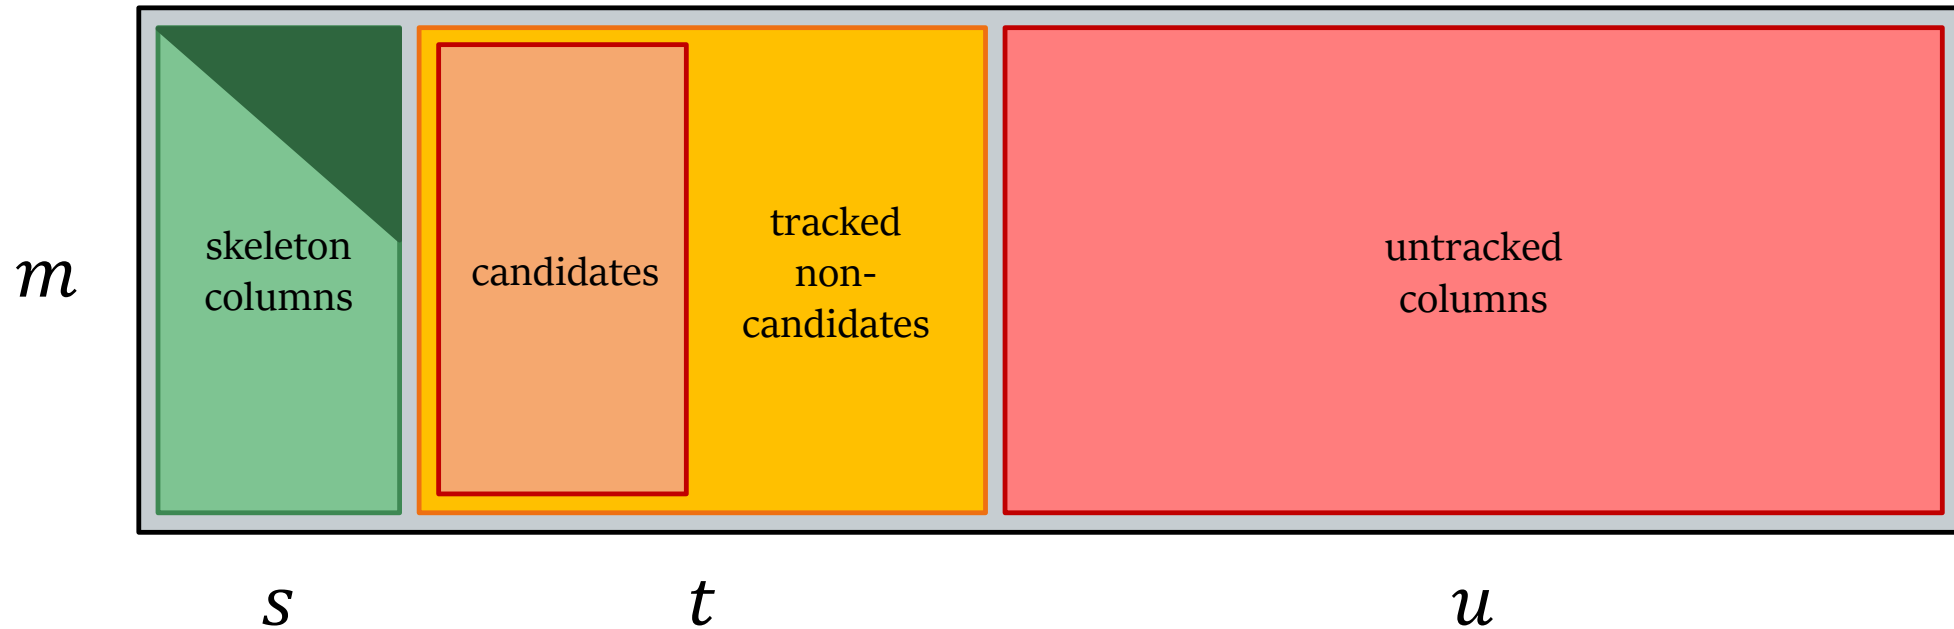 m
skeleton
columns
candidates
tracked
non-
candidates
untracked
columns
s
t
u